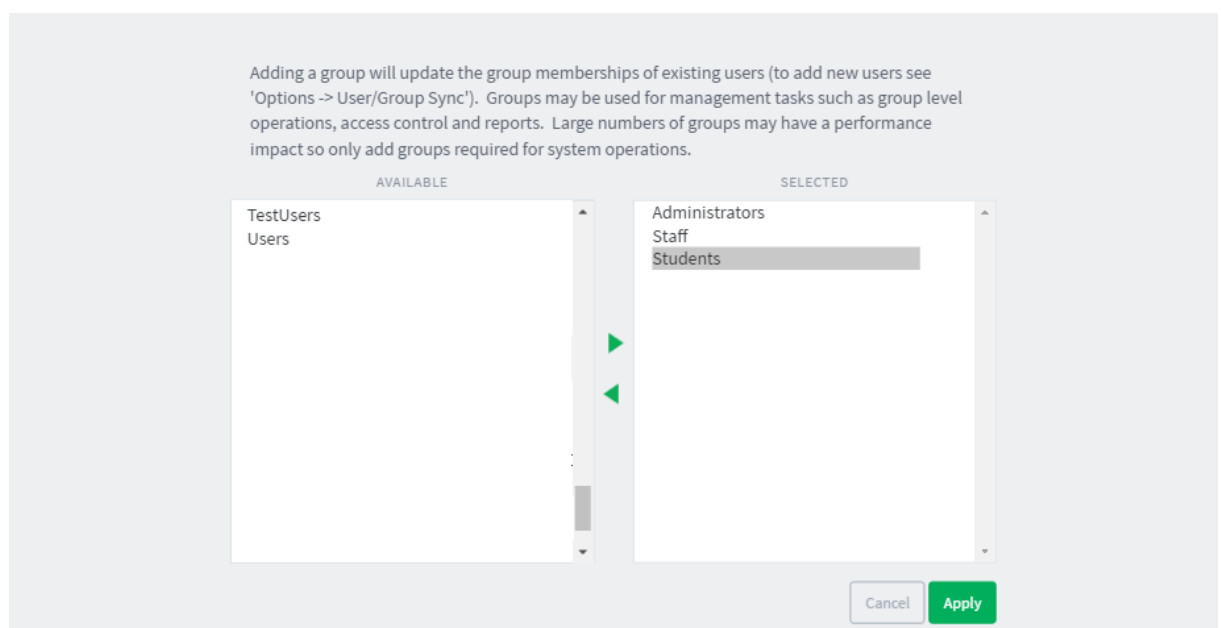 Adding a group will update the group memberships of existing users (to add new users see
'Options -> User/Group Sync'). Groups may be used for management tasks such as group level
operations, access control and reports. Large numbers of groups may have a performance
impact so only add groups required for system operations.
AVAILABLE
TestUsers
Users
SELECTED
Administrators
Staff
Students
Cancel
Apply